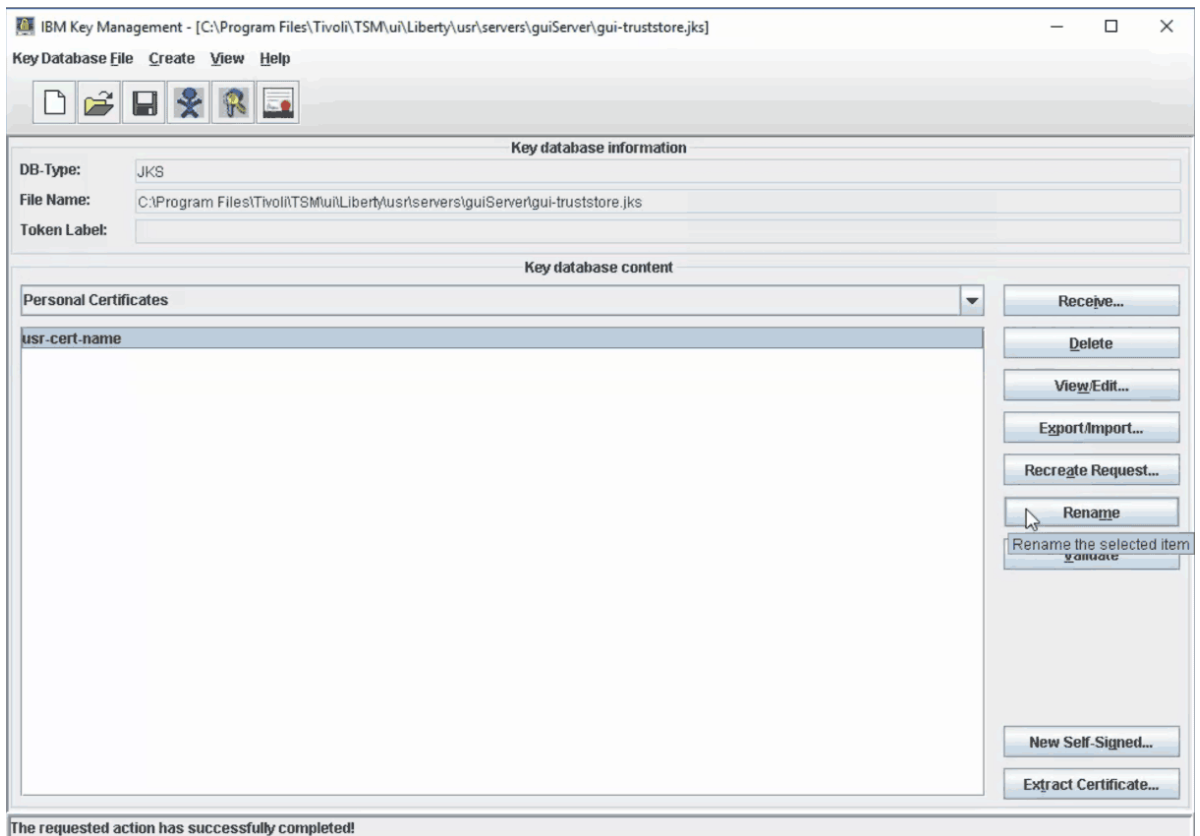 IBM Key Management - [C:\Program Files\Tivoli\TSM\ui\Liberty\usr\servers\guiServer\gui-truststore.jks]
Key Database File Create View Help
Key database information
DB-Type: JKS
File Name: C:\Program Files\Tivoli\TSM\ui\Liberty\usr\servers\guiServer\gui-truststore.jks
Token Label:
Key database content
Personal Certificates
Receive...
usr-cert-name
Delete
View/Edit...
Export/Import...
Recreate Request...
Rename
Rename the selected item
Validate
New Self-Signed...
Extract Certificate...
The requested action has successfully completed!